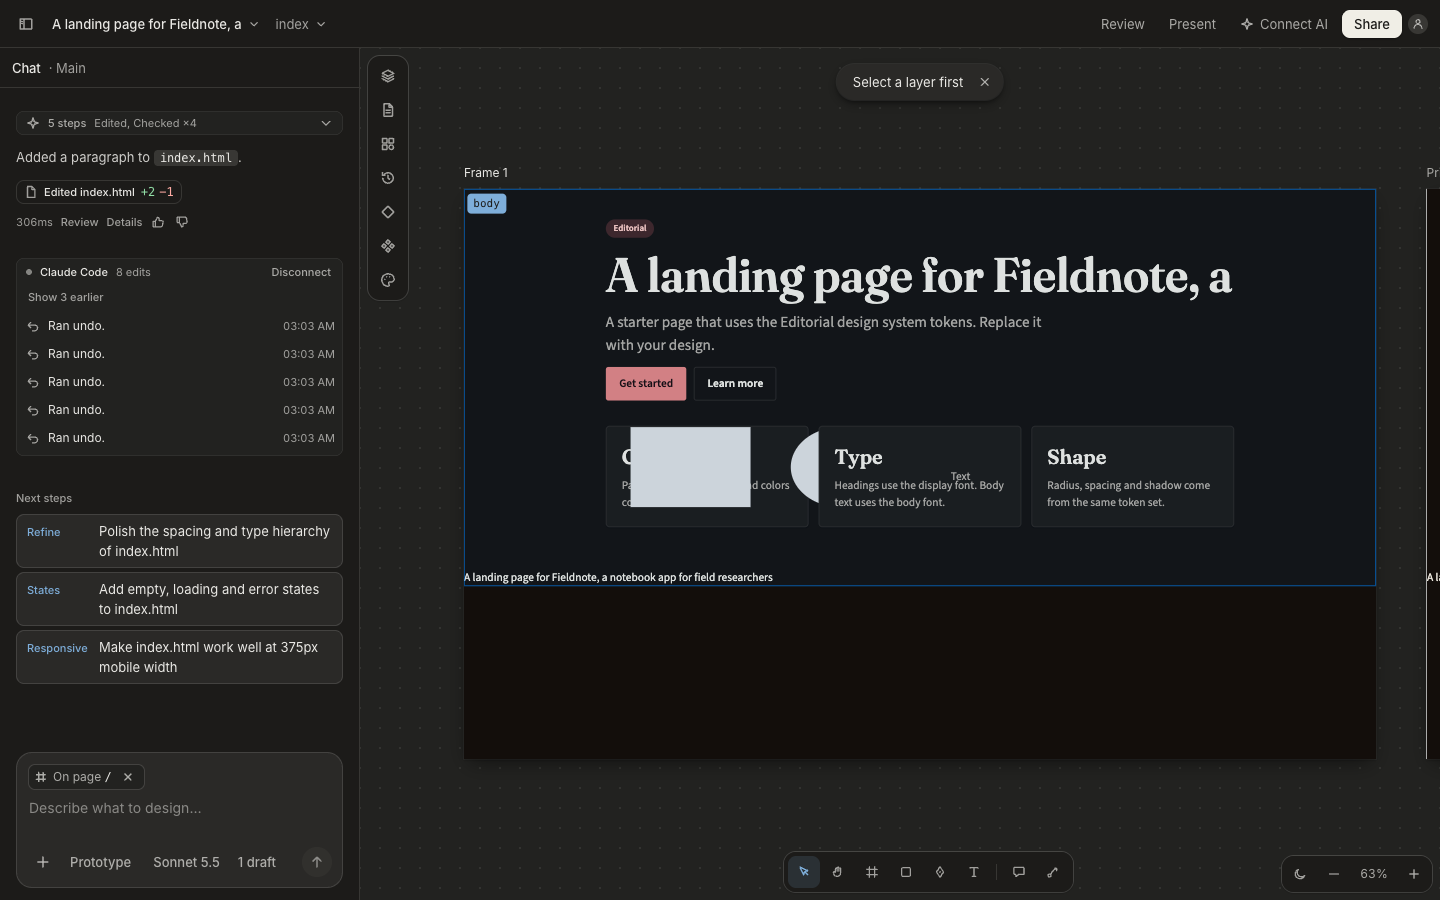 A landing page for Fieldnote, a
index
Review
Present
Connect AI
Share
Chat · Main
5 steps Edited, Checked ×4
Added a paragraph to index.html.
Edited index.html +2 −1
306ms Review Details
Claude Code 8 edits Disconnect
Show 3 earlier
Ran undo. 03:03 AM
Ran undo. 03:03 AM
Ran undo. 03:03 AM
Ran undo. 03:03 AM
Ran undo. 03:03 AM
Next steps
Refine Polish the spacing and type hierarchy
of index.html
States Add empty, loading and error states
to index.html
Responsive Make index.html work well at 375px
mobile width
On page /
Describe what to design...
Prototype Sonnet 5.5 1 draft
Select a layer first
Frame 1
Pr
body
Editorial
A landing page for Fieldnote, a
A starter page that uses the Editorial design system tokens. Replace it
with your design.
Get started Learn more
Type
Text
Headings use the display font. Body
text uses the body font.
Shape
Radius, spacing and shadow come
from the same token set.
d colors
A landing page for Fieldnote, a notebook app for field researchers
A l
63%